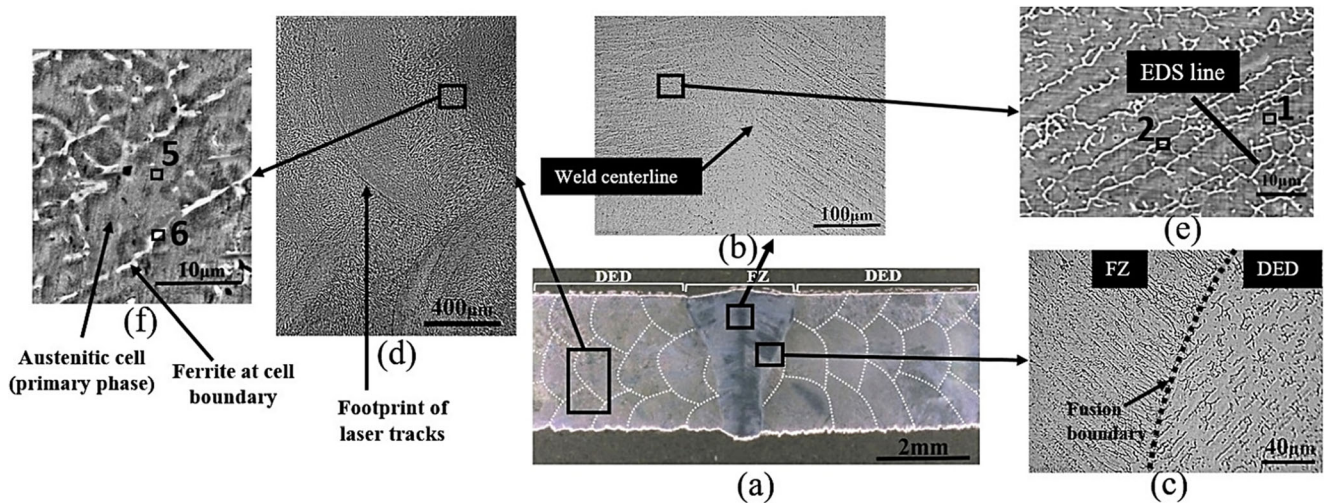 5
6
10μm
(f)
Austenitic cell
(primary phase)
Ferrite at cell
boundary
400μm
(d)
Footprint of
laser tracks
Weld centerline
100μm
(b)
EDS line
1
2
10μm
(e)
DED
FZ
DED
2mm
(a)
FZ
DED
Fusion
boundary
40μm
(c)